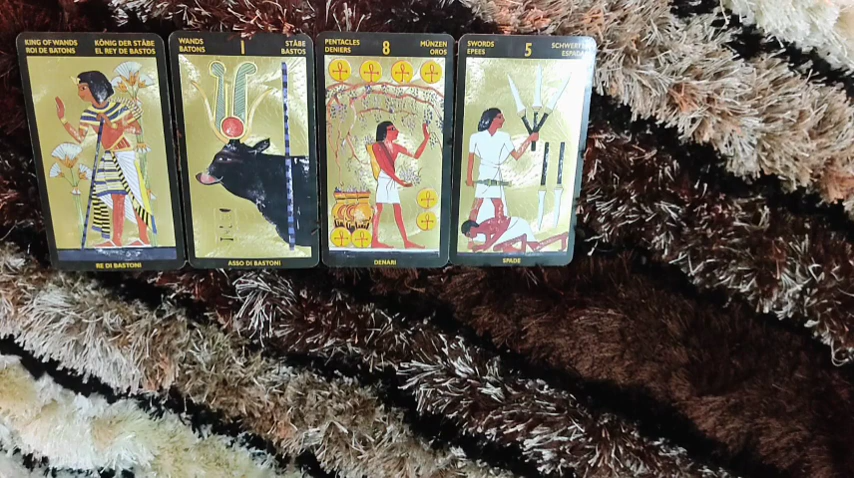 KING OF WANDS KÖNIG DER STÄBE
ROI DE BATONS EL REY DE BASTOS
RE DI BASTONI
WANDS 1 STÄBE
BATONS BASTOS
ASSO DI BASTONI
PENTACLES 8 MÜNZEN
DENIERS OROS
DENARI
SWORDS 5
EPEES
SPADE